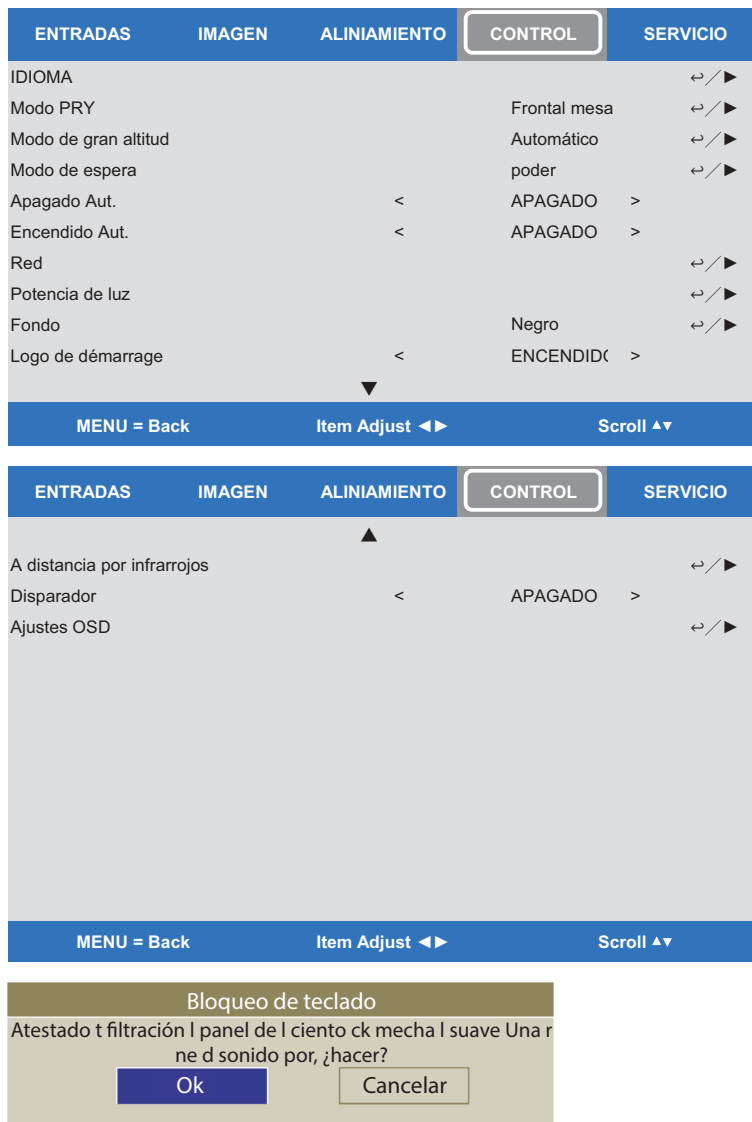 ENTRADAS IMAGEN ALINIAMIENTO CONTROL SERVICIO
IDIOMA ↩/▶
Modo PRY Frontal mesa ↩/▶
Modo de gran altitud Automático ↩/▶
Modo de espera poder ↩/▶
Apagado Aut. < APAGADO >
Encendido Aut. < APAGADO >
Red ↩/▶
Potencia de luz ↩/▶
Fondo Negro ↩/▶
Logo de démarrage < ENCENDID( >
▼
MENU = Back Item Adjust ◀▶ Scroll ▲▼
ENTRADAS IMAGEN ALINIAMIENTO CONTROL SERVICIO
▲
A distancia por infrarrojos ↩/▶
Disparador < APAGADO >
Ajustes OSD ↩/▶
MENU = Back Item Adjust ◀▶ Scroll ▲▼
Bloqueo de teclado
Atestado t filtración l panel de l ciento ck mecha l suave Una r
ne d sonido por, ¿hacer?
Ok Cancelar